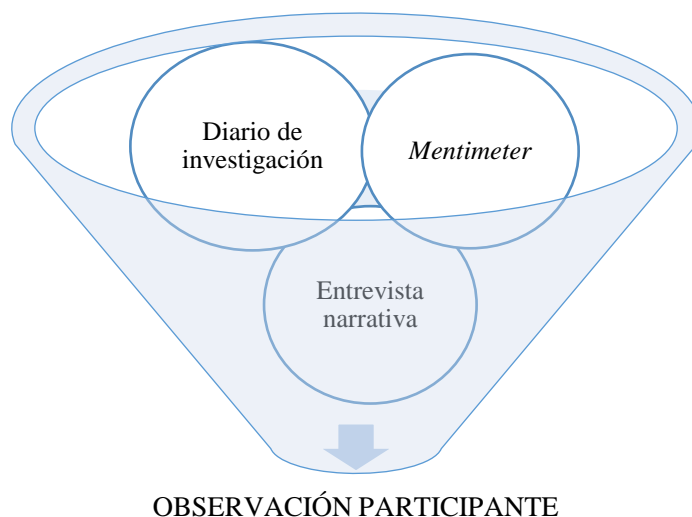 Diario de
investigación
Mentimeter
Entrevista
narrativa
OBSERVACIÓN PARTICIPANTE